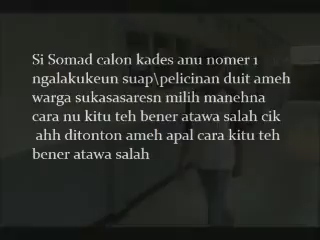 Si Somad calon kades anu nomer 1
ngalakukeun suap\pelicinan duit ameh
warga sukasasaresn milih manehna
cara nu kitu teh bener atawa salah cik
ahh ditonton ameh apal cara kitu teh
bener atawa salah